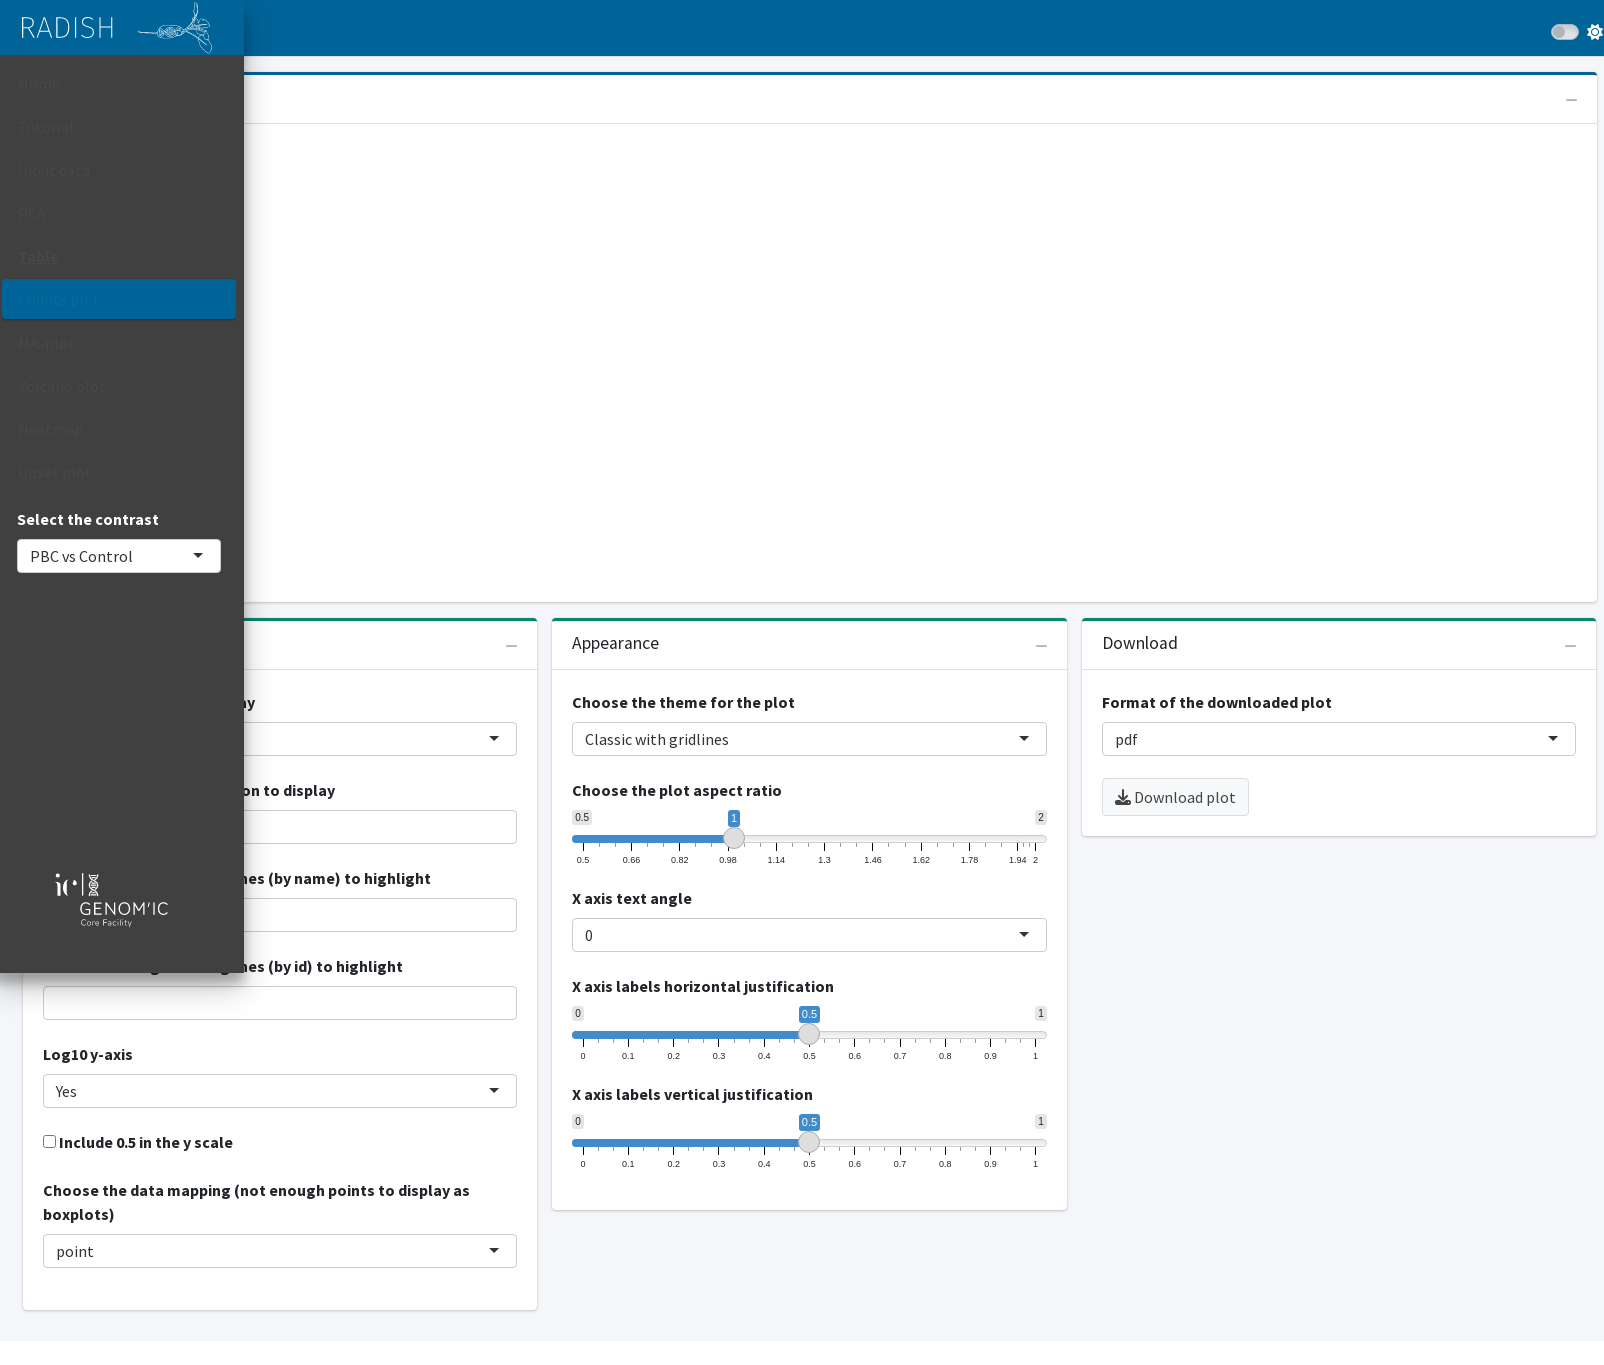 RADISH
Home
Tutorial
Input data
PCA
Table
Counts plot
MA-plot
Volcano plot
Heatmap
Upset plot
Select the contrast
PBC vs Control
ic
GENOM'IC
Core Facility
on to display
(by name) to highlight
(by id) to highlight
Log10 y-axis
Yes
Include 0.5 in the y scale
Choose the data mapping (not enough points to display as
boxplots)
point
Appearance
Choose the theme for the plot
Classic with gridlines
Choose the plot aspect ratio
0.5 1 2
0.5 0.66 0.82 0.98 1.14 1.3 1.46 1.62 1.78 1.94 2
X axis text angle
0
X axis labels horizontal justification
0 0.5 1
0 0.1 0.2 0.3 0.4 0.5 0.6 0.7 0.8 0.9 1
X axis labels vertical justification
0 0.5 1
0 0.1 0.2 0.3 0.4 0.5 0.6 0.7 0.8 0.9 1
Download
Format of the downloaded plot
pdf
Download plot